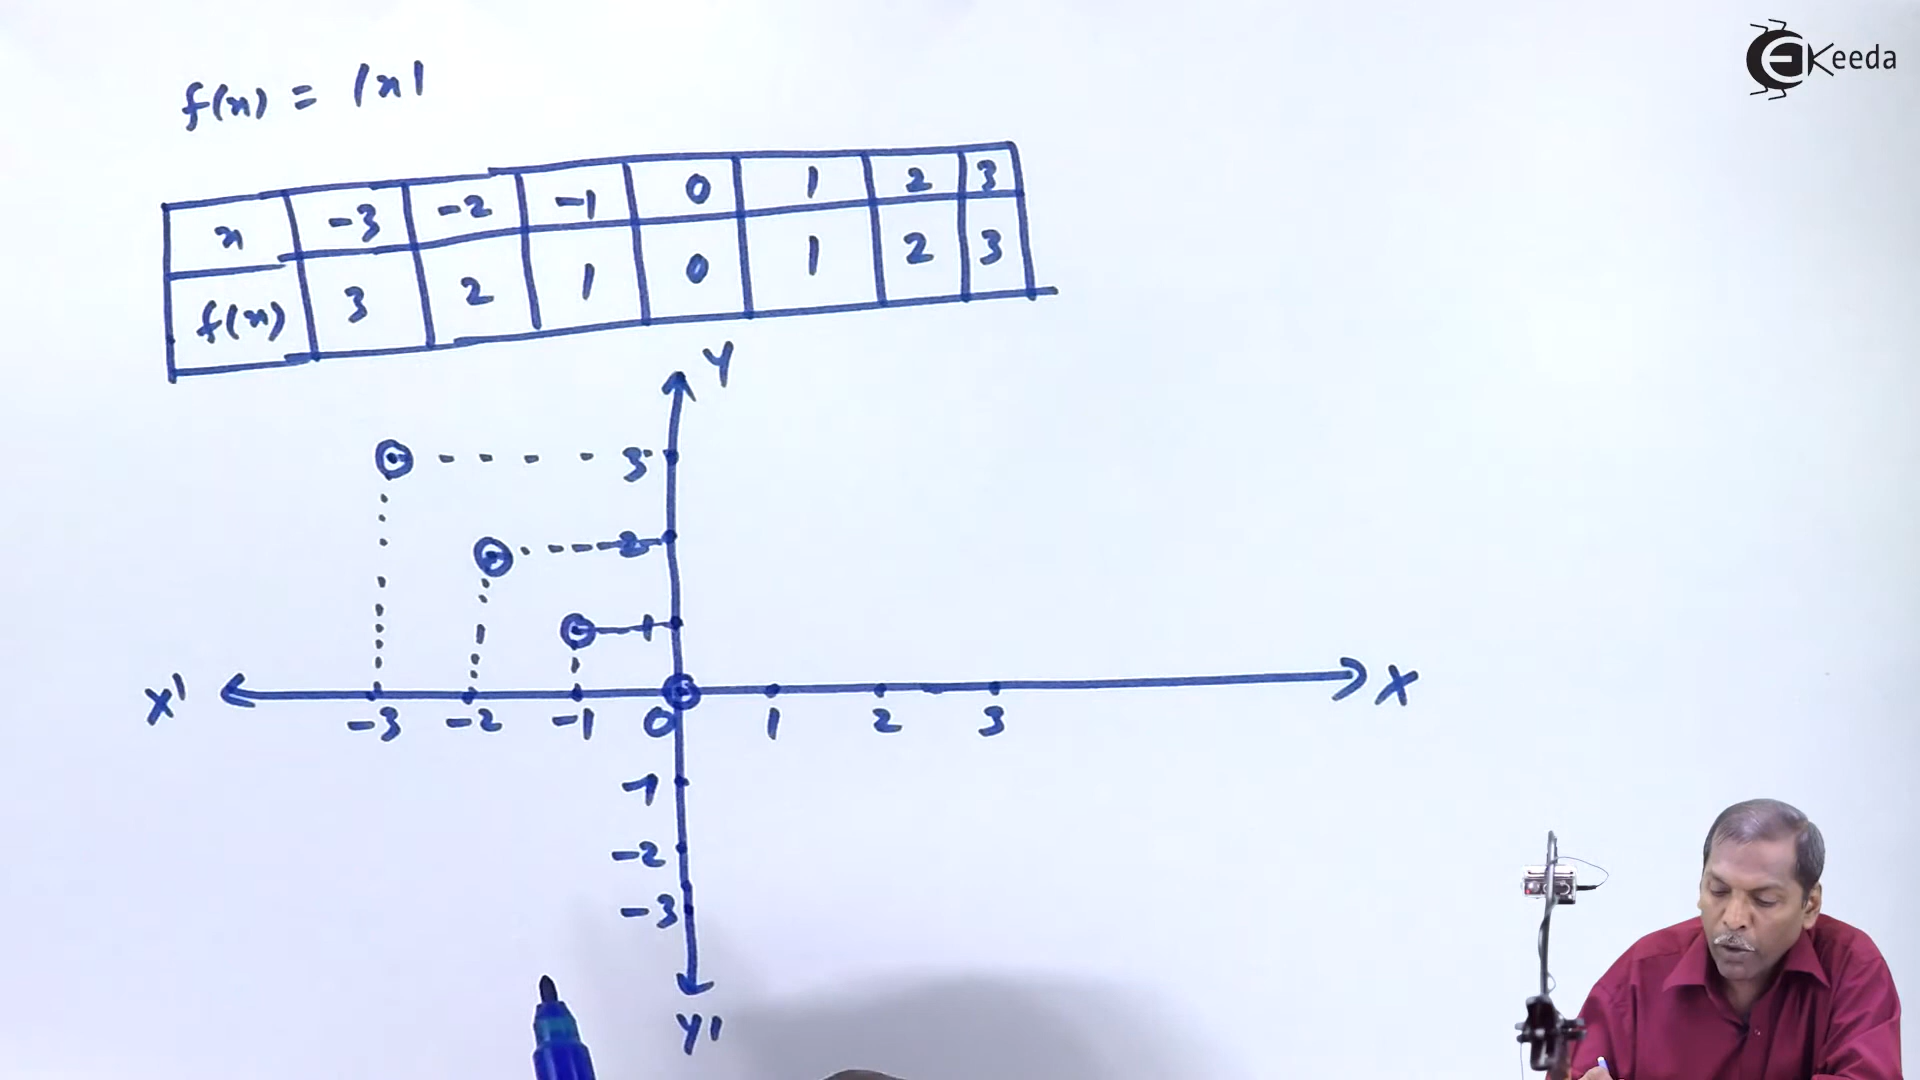 Keeda
f(x) = |x|
x -3 -2 -1 0 1 2 3
f(x) 3 2 1 0 1 2 3
Y
3
2
1
X' -3 -2 -1 0 1 2 3 X
-1
-2
-3
Y'